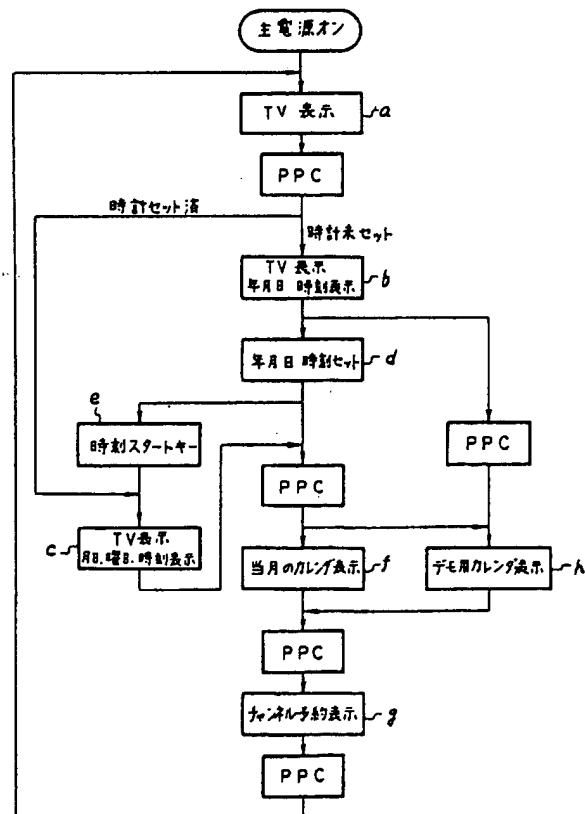 主電源オン
TV 表示
a
PPC
時計セット済
時計未セット
TV 表示
年月日 時刻表示
b
年月日 時刻セット
d
e
時刻スタートキー
PPC
PPC
TV表示
月日.曜日.時刻表示
c
当月のカレンダ表示
f
デモ用カレンダ表示
h
PPC
チャンネル予約表示
g
PPC